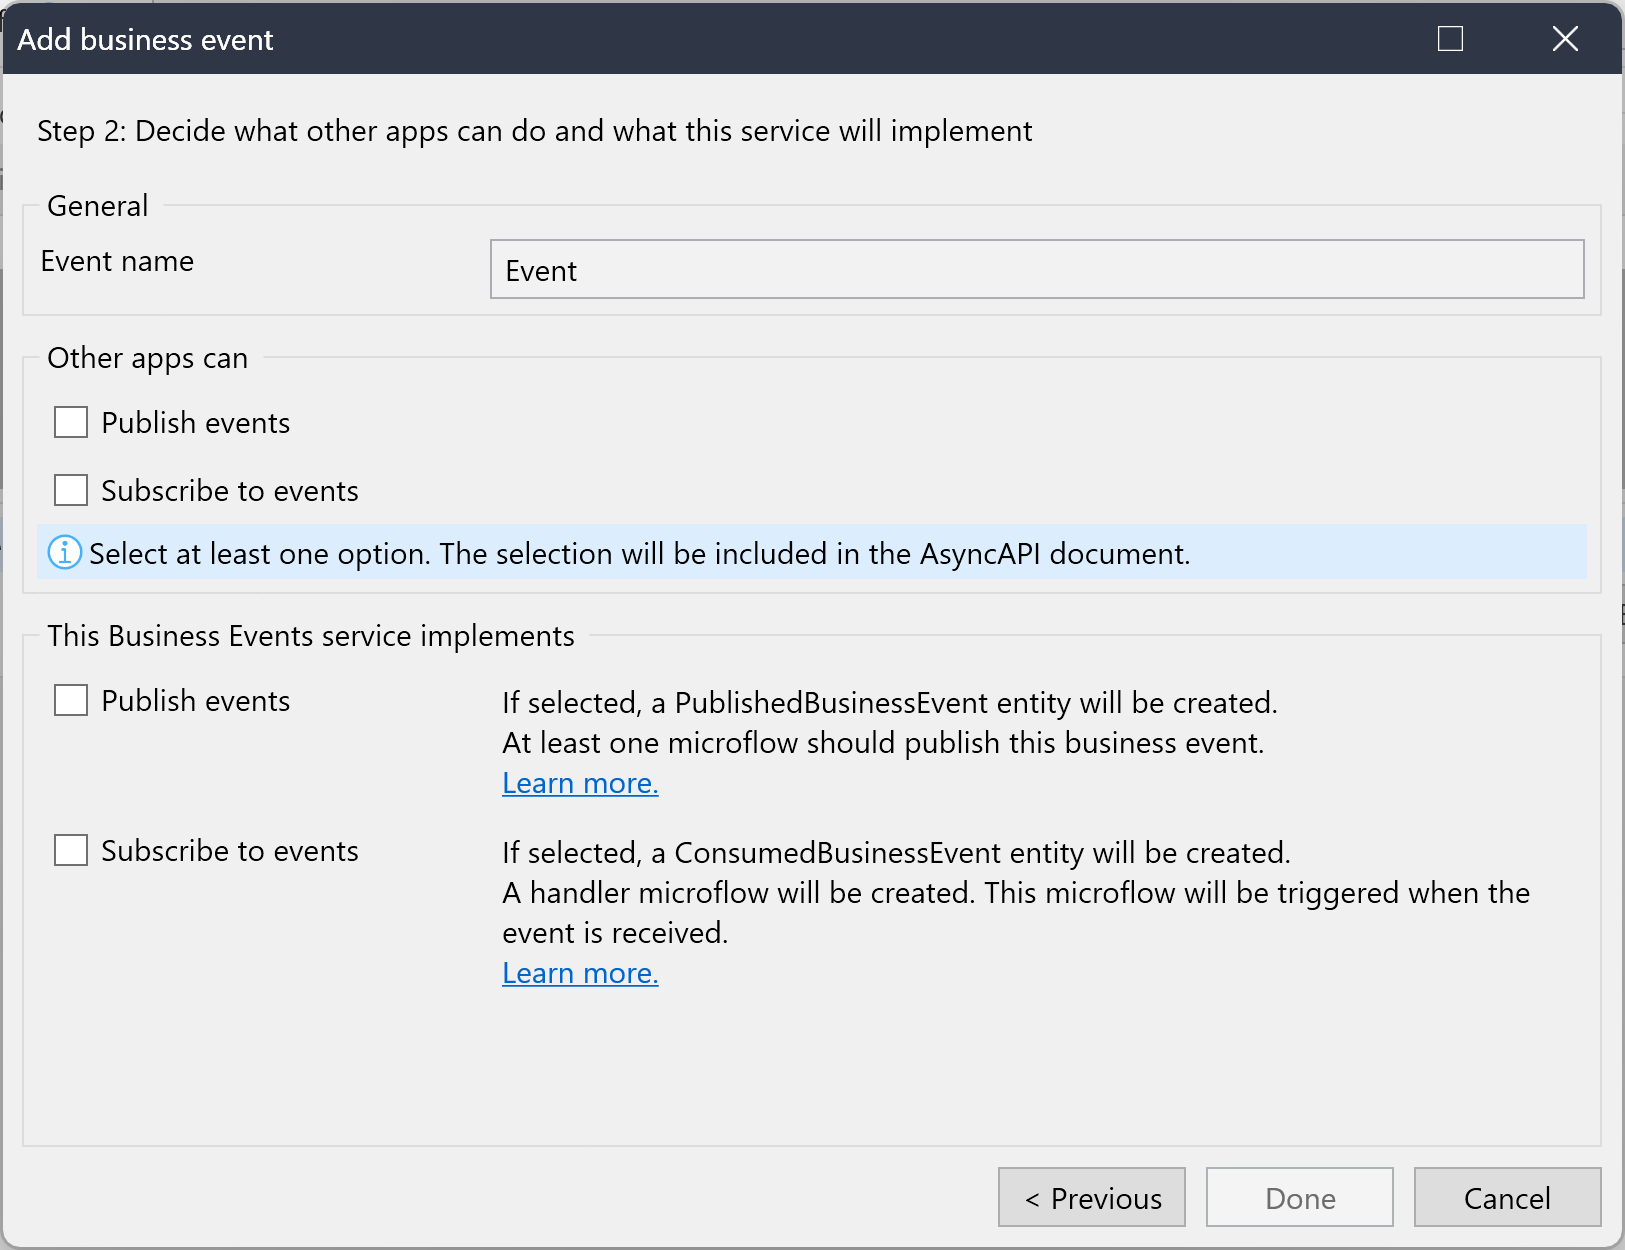 Add business event
Step 2: Decide what other apps can do and what this service will implement
General
Event name
Event
Other apps can
Publish events
Subscribe to events
Select at least one option. The selection will be included in the AsyncAPI document.
This Business Events service implements
Publish events
If selected, a PublishedBusinessEvent entity will be created.
At least one microflow should publish this business event.
Learn more.
Subscribe to events
If selected, a ConsumedBusinessEvent entity will be created.
A handler microflow will be created. This microflow will be triggered when the
event is received.
Learn more.
< Previous
Done
Cancel